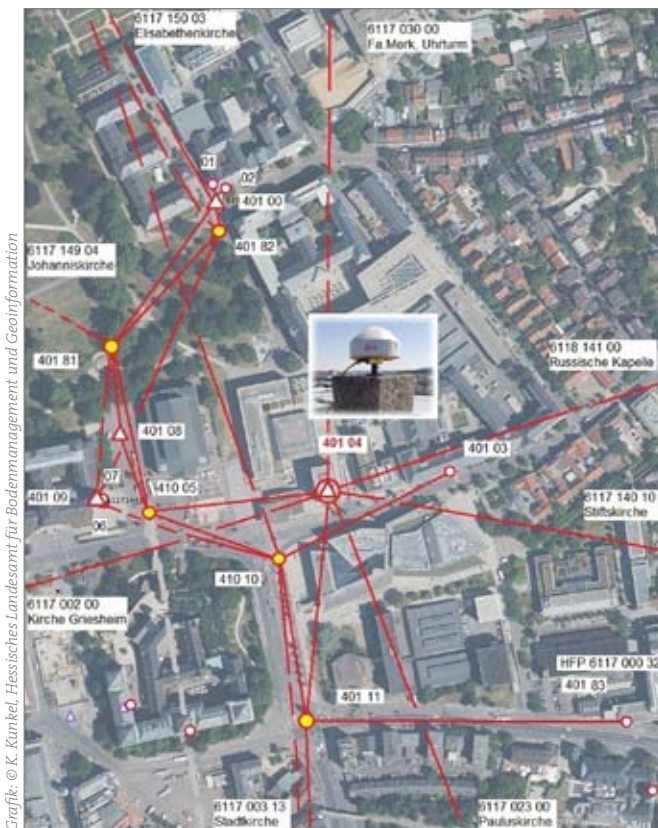 6117 150 03
Elisabethenkirche
6117 030 00
Fa.Merk, Uhrturm
01
02
401 00
401 82
6117 149 04
Johanniskirche
401 81
6118 141 00
Russische Kapelle
401 04
401 08
401 03
07
410 05
401 09
06
6117 140 10
Stiftskirche
410 10
6117 002 00
Kirche Griesheim
HFP 6117 000 32
401 83
401 11
6117 003 13
Stadtkirche
6117 023 00
Pauluskirche
Grafik: © K. Kunkel, Hessisches Landesamt für Bodenmanagement und Geoinformation